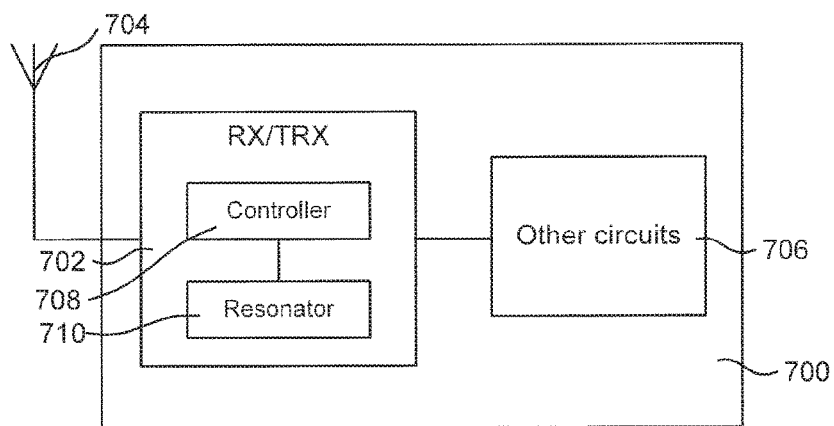 704
RX/TRX
Controller
Other circuits
702
706
708
Resonator
710
700